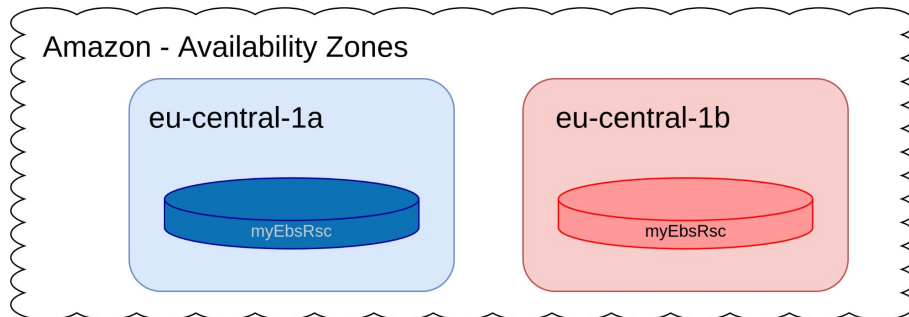 Amazon - Availability Zones
eu-central-1a
eu-central-1b
myEbsRsc
myEbsRsc